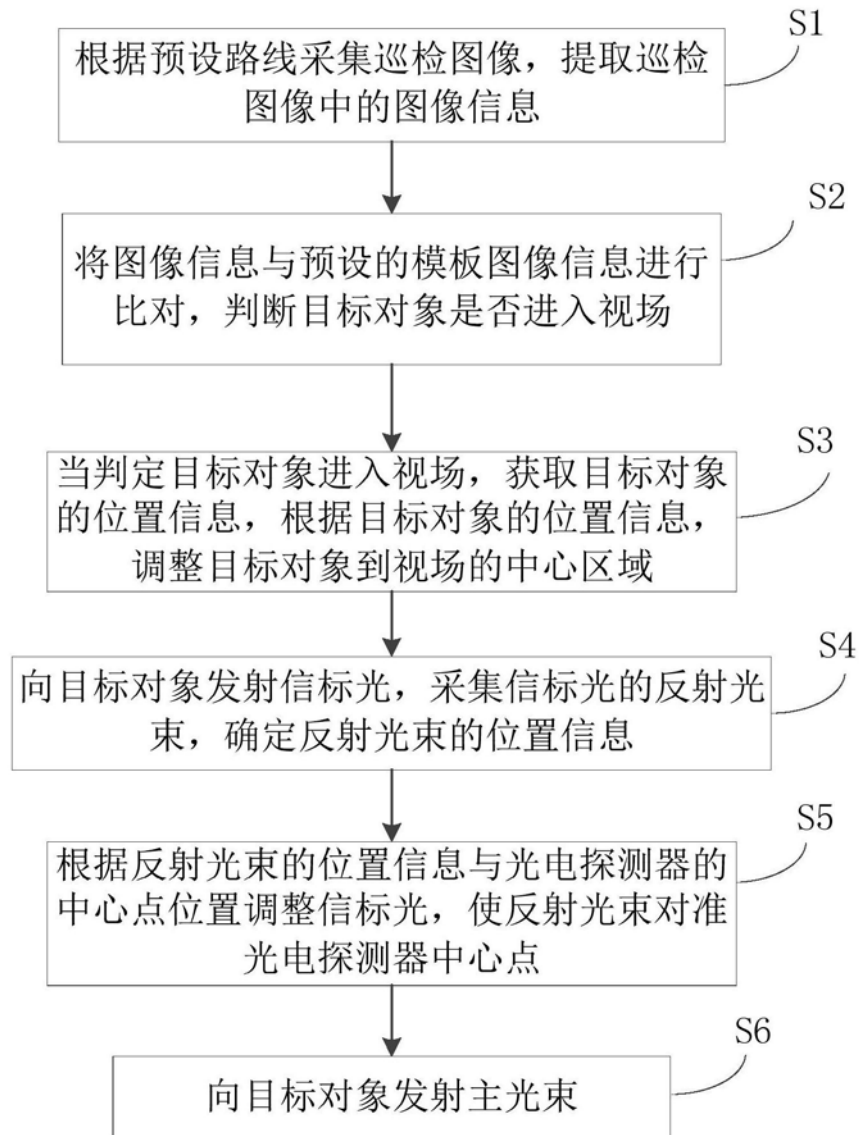 S1
根据预设路线采集巡检图像，提取巡检
图像中的图像信息
S2
将图像信息与预设的模板图像信息进行
比对，判断目标对象是否进入视场
S3
当判定目标对象进入视场，获取目标对象
的位置信息，根据目标对象的位置信息，
调整目标对象到视场的中心区域
S4
向目标对象发射信标光，采集信标光的反射光
束，确定反射光束的位置信息
S5
根据反射光束的位置信息与光电探测器的
中心点位置调整信标光，使反射光束对准
光电探测器中心点
S6
向目标对象发射主光束